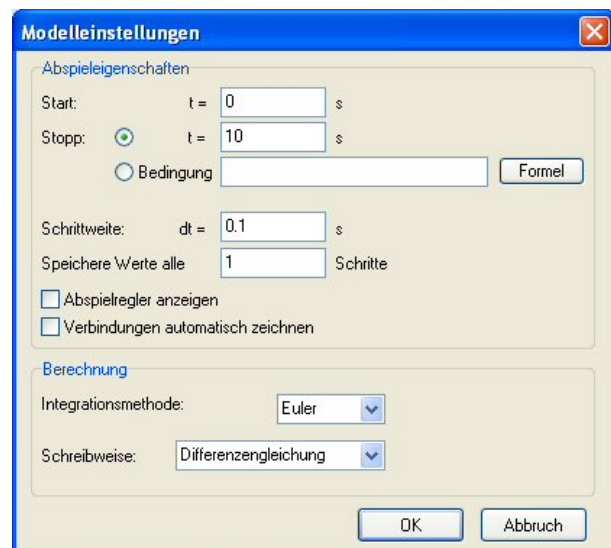 Modelleinstellungen
Abspieleigenschaften
Start: t = 0 s
Stopp: t = 10 s
Bedingung Formel
Schrittweite: dt = 0.1 s
Speichere Werte alle 1 Schritte
Abspielregler anzeigen
Verbindungen automatisch zeichnen
Berechnung
Integrationsmethode: Euler
Schreibweise: Differenzengleichung
OK Abbruch